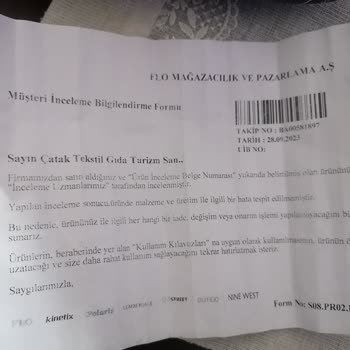 FLO MAĞAZACILIK VE PAZARLAMA A.Ş
Müşteri İnceleme Bilgilendirme Formu
TAKİP NO : HA00581897
TARİH : 28.09.2023
UİB NO:
Sayın Çatak Tekstil Gıda Turizm San..,
Firmamızdan satın aldığınız ve "Ürün İnceleme Belge Numarası" yukarıda belirtilmiş olan ürününüz
"İnceleme Uzmanlarımız" tarafından incelenmiştir.
Yapılan inceleme sonucu,üründe malzeme ve üretim ile ilgili bir hata tespit edilmemiştir.
Bu nedenle, ürününüz ile ilgili her hangi bir iade, değişim veya onarım işlemi yapılamayacağını bi
sunarız.
Ürünlerin, beraberinde yer alan "Kullanım Kılavuzları" na uygun olarak kullanılmasının, ürünün ö
uzatacağı ve size daha rahat kullanım sağlayacağını tekrar hatırlatmak isteriz.
Saygılarımızla,
FLO kinetix Polaris LUMBERJACK DOCKERS NINE WEST
Form No: S08.PR02.